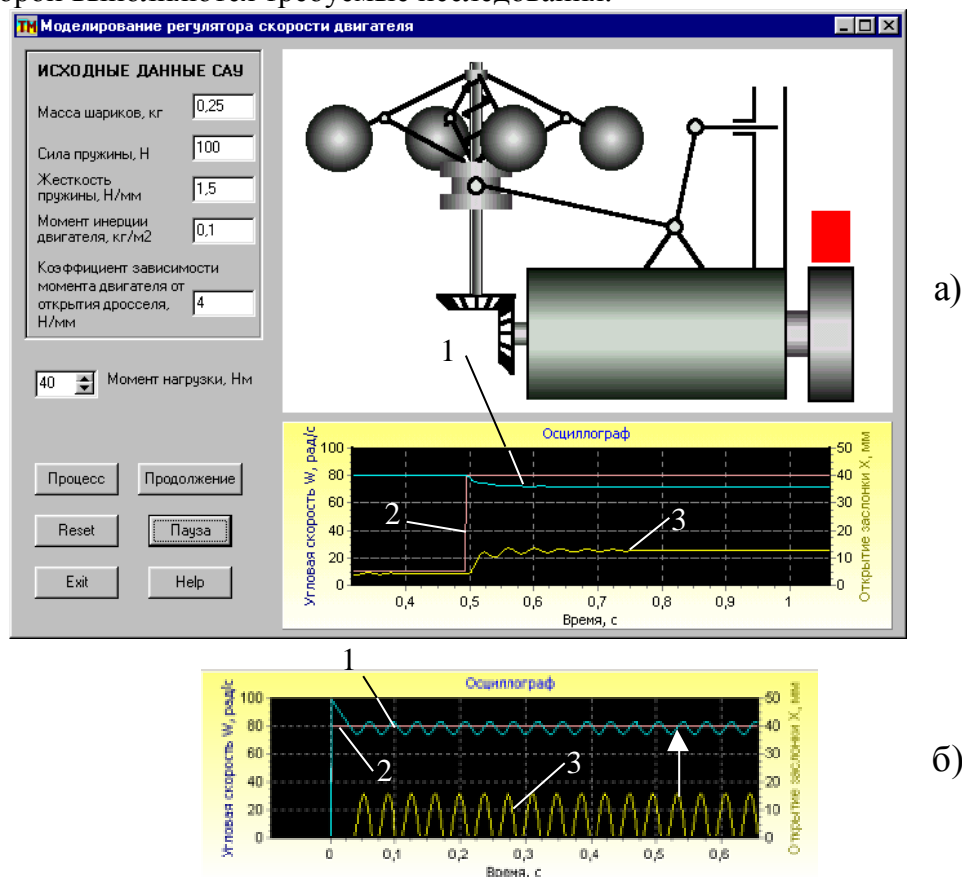 орой выполняются требуемые исследования.
ТМ Моделирование регулятора скорости двигателя
ИСХОДНЫЕ ДАННЫЕ САУ
Масса шариков, кг 0,25
Сила пружины, Н 100
Жесткость
пружины, Н/мм 1,5
Момент инерции
двигателя, кг/м2 0,1
Коэффициент зависимости
момента двигателя от
открытия дросселя, 4
Н/мм
40 Момент нагрузки, Нм
Процесс Продолжение
Reset Пауза
Exit Help
а)
1
Осциллограф
Угловая скорость W, рад/с
100
80
60
40
20
0
2
3
50
40
30
20
10
0
Открытие заслонки X, мм
0,4 0,5 0,6 0,7 0,8 0,9 1
Время, с
1
Осциллограф
Угловая скорость W, рад/с
100
80
60
40
20
0
2
3
50
40
30
20
10
0
Открытие заслонки X, мм
0 0,1 0,2 0,3 0,4 0,5 0,6
Время, с
б)